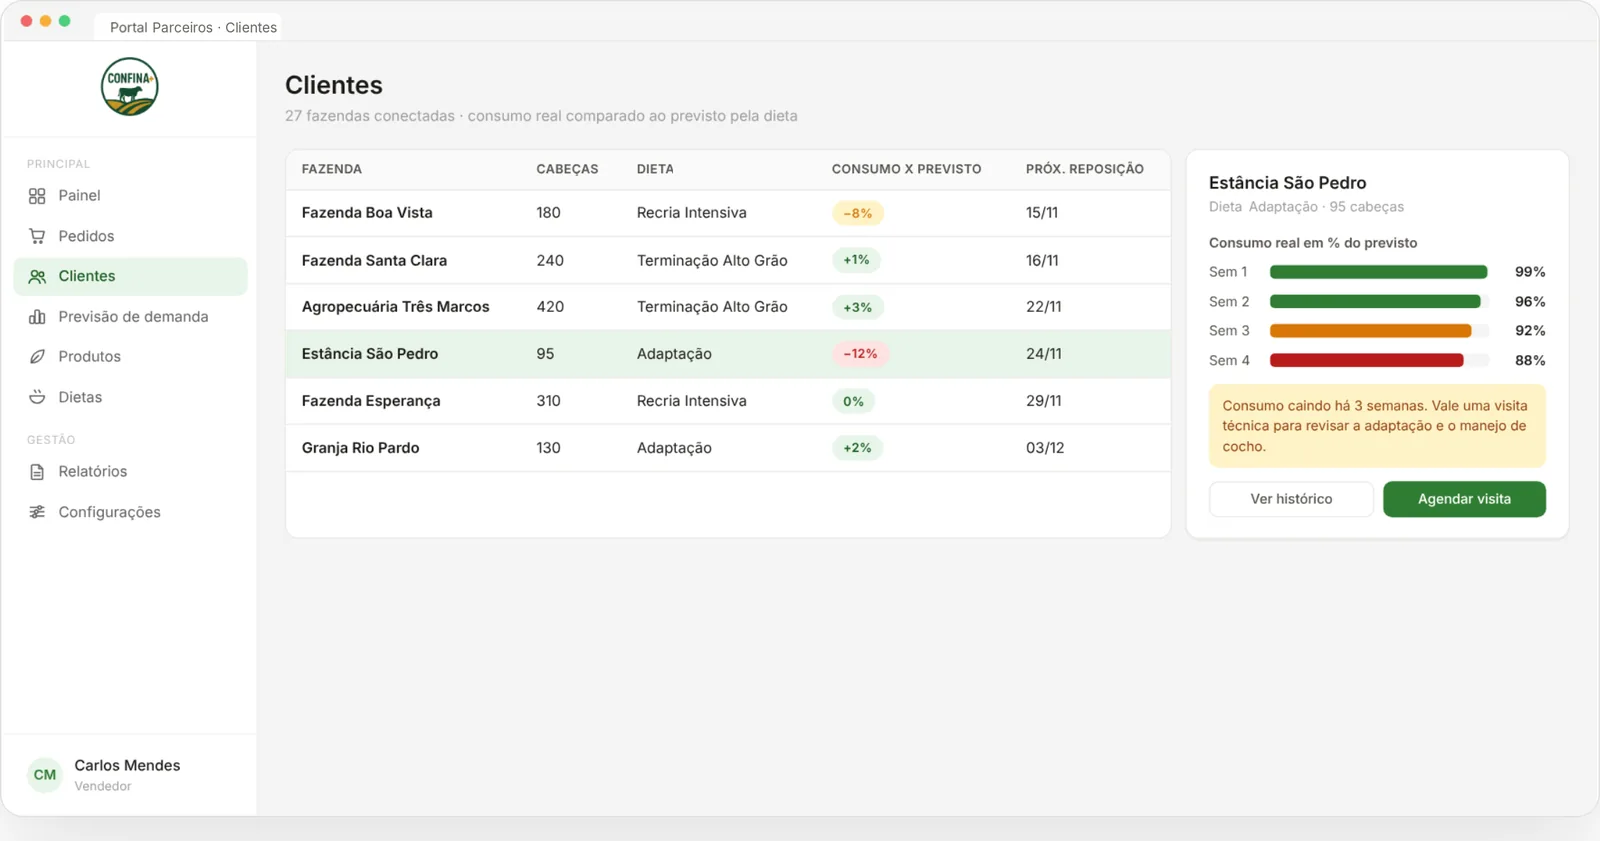 Portal Parceiros · Clientes
CONFINA+
PRINCIPAL
Painel
Pedidos
Clientes
Previsão de demanda
Produtos
Dietas
GESTÃO
Relatórios
Configurações
CM
Carlos Mendes
Vendedor
Clientes
27 fazendas conectadas · consumo real comparado ao previsto pela dieta
FAZENDA CABEÇAS DIETA CONSUMO X PREVISTO PRÓX. REPOSIÇÃO
Fazenda Boa Vista 180 Recria Intensiva −8% 15/11
Fazenda Santa Clara 240 Terminação Alto Grão +1% 16/11
Agropecuária Três Marcos 420 Terminação Alto Grão +3% 22/11
Estância São Pedro 95 Adaptação −12% 24/11
Fazenda Esperança 310 Recria Intensiva 0% 29/11
Granja Rio Pardo 130 Adaptação +2% 03/12
Estância São Pedro
Dieta Adaptação · 95 cabeças
Consumo real em % do previsto
Sem 1 99%
Sem 2 96%
Sem 3 92%
Sem 4 88%
Consumo caindo há 3 semanas. Vale uma visita
técnica para revisar a adaptação e o manejo de
cocho.
Ver histórico
Agendar visita